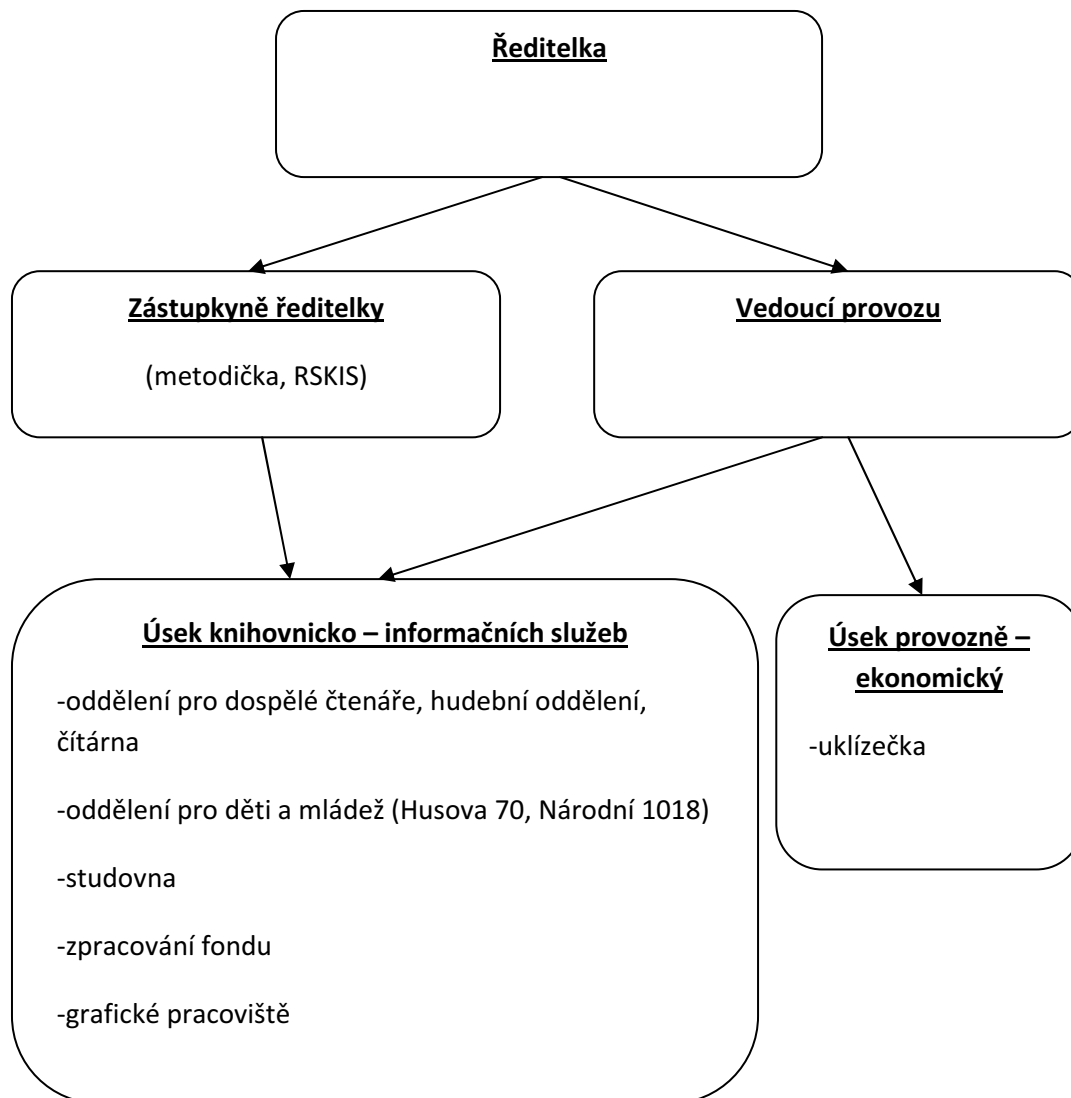 Ředitelka
Zástupkyně ředitelky
(metodička, RSKIS)
Vedoucí provozu
Úsek knihovnicko – informačních služeb
-oddělení pro dospělé čtenáře, hudební oddělení,
čítárna
-oddělení pro děti a mládež (Husova 70, Národní 1018)
-studovna
-zpracování fondu
-grafické pracoviště
Úsek provozně –
ekonomický
-uklízečka